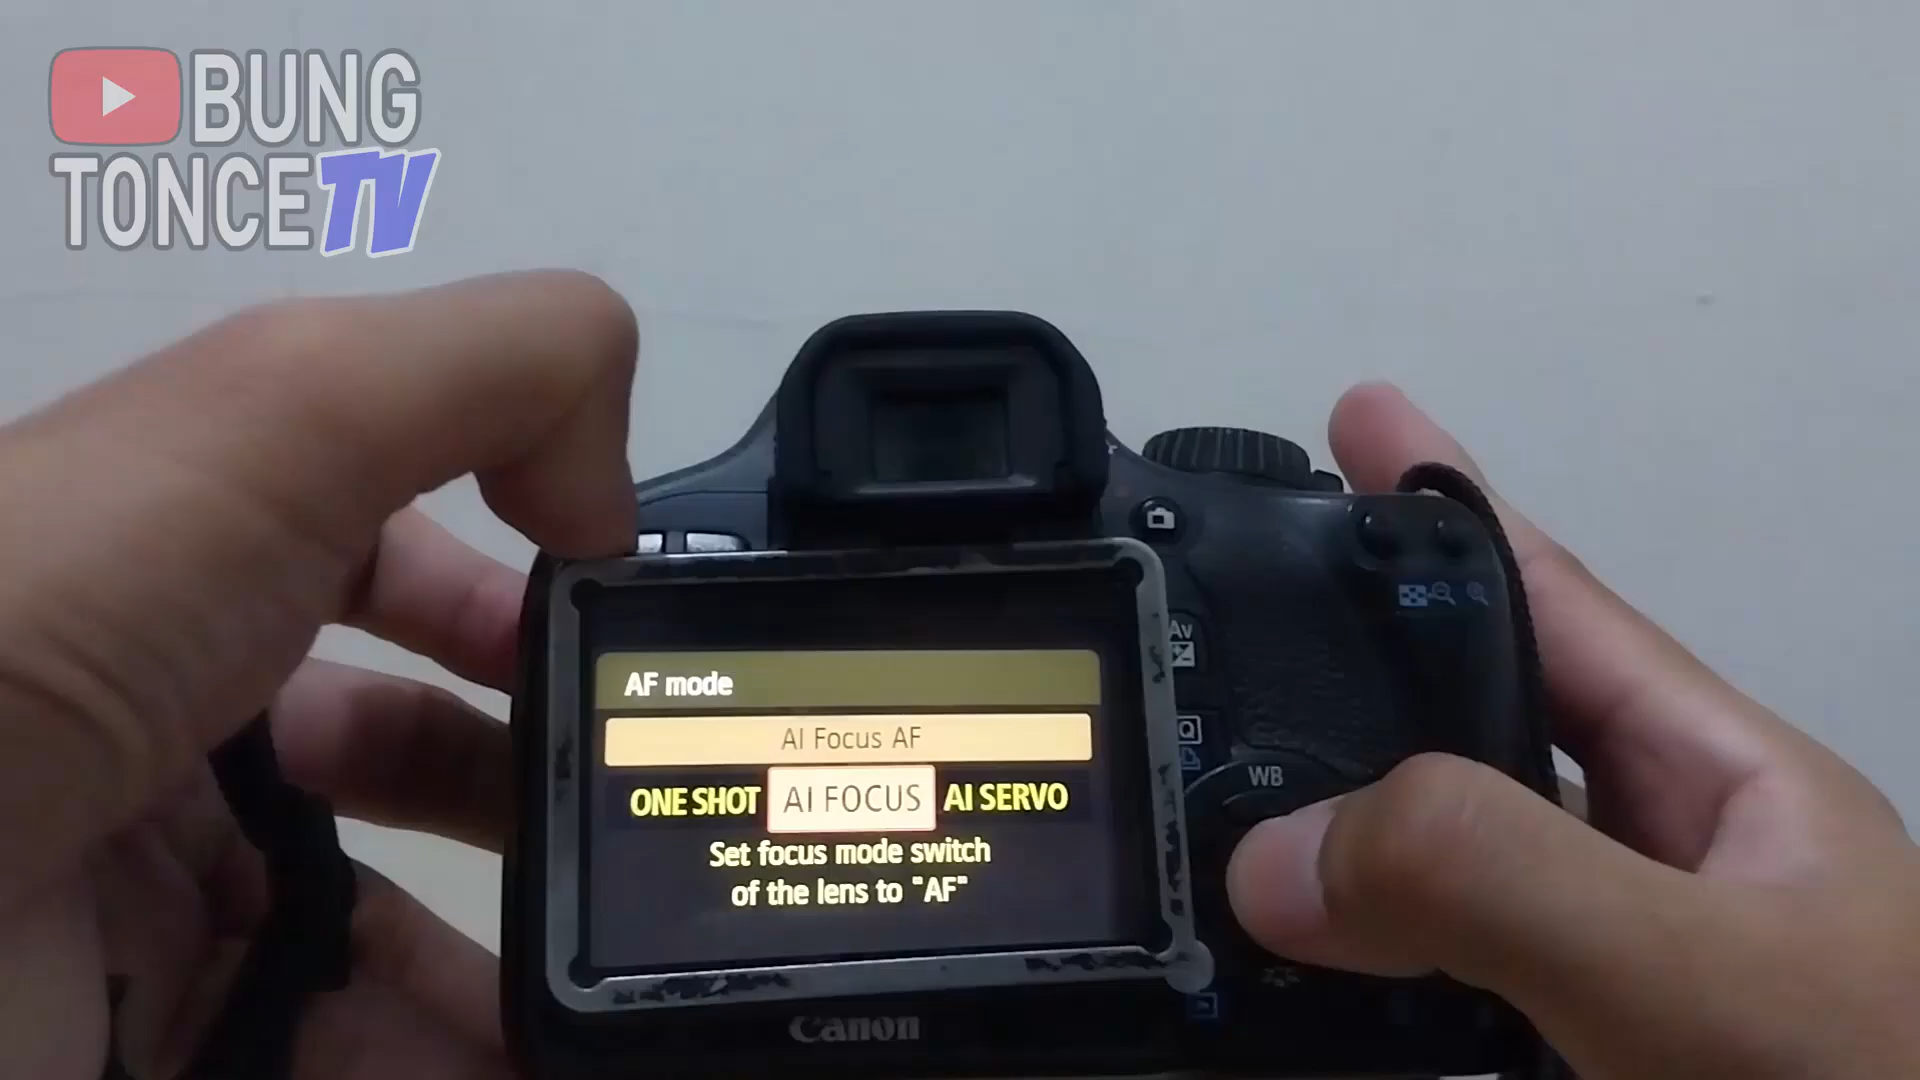 BUNG
TONCE TV
Av
AF mode
AI Focus AF
Q
ONE SHOT AI FOCUS AI SERVO
WB
Set focus mode switch
of the lens to "AF"
Canon